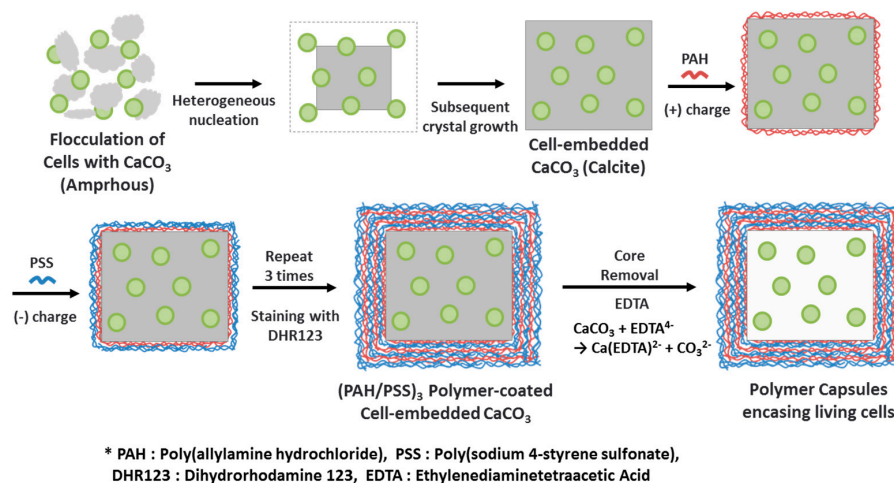 Heterogeneous
nucleation
Subsequent
crystal growth
PAH
(+) charge
Flocculation of
Cells with CaCO₃
(Amprhous)
Cell-embedded
CaCO₃ (Calcite)
PSS
(-) charge
Repeat
3 times
Staining with
DHR123
Core
Removal
EDTA
CaCO₃ + EDTA⁴⁻
→ Ca(EDTA)²⁻ + CO₃²⁻
(PAH/PSS)₃ Polymer-coated
Cell-embedded CaCO₃
Polymer Capsules
encasing living cells
* PAH : Poly(allylamine hydrochloride), PSS : Poly(sodium 4-styrene sulfonate),
DHR123 : Dihydrorhodamine 123, EDTA : Ethylenediaminetetraacetic Acid